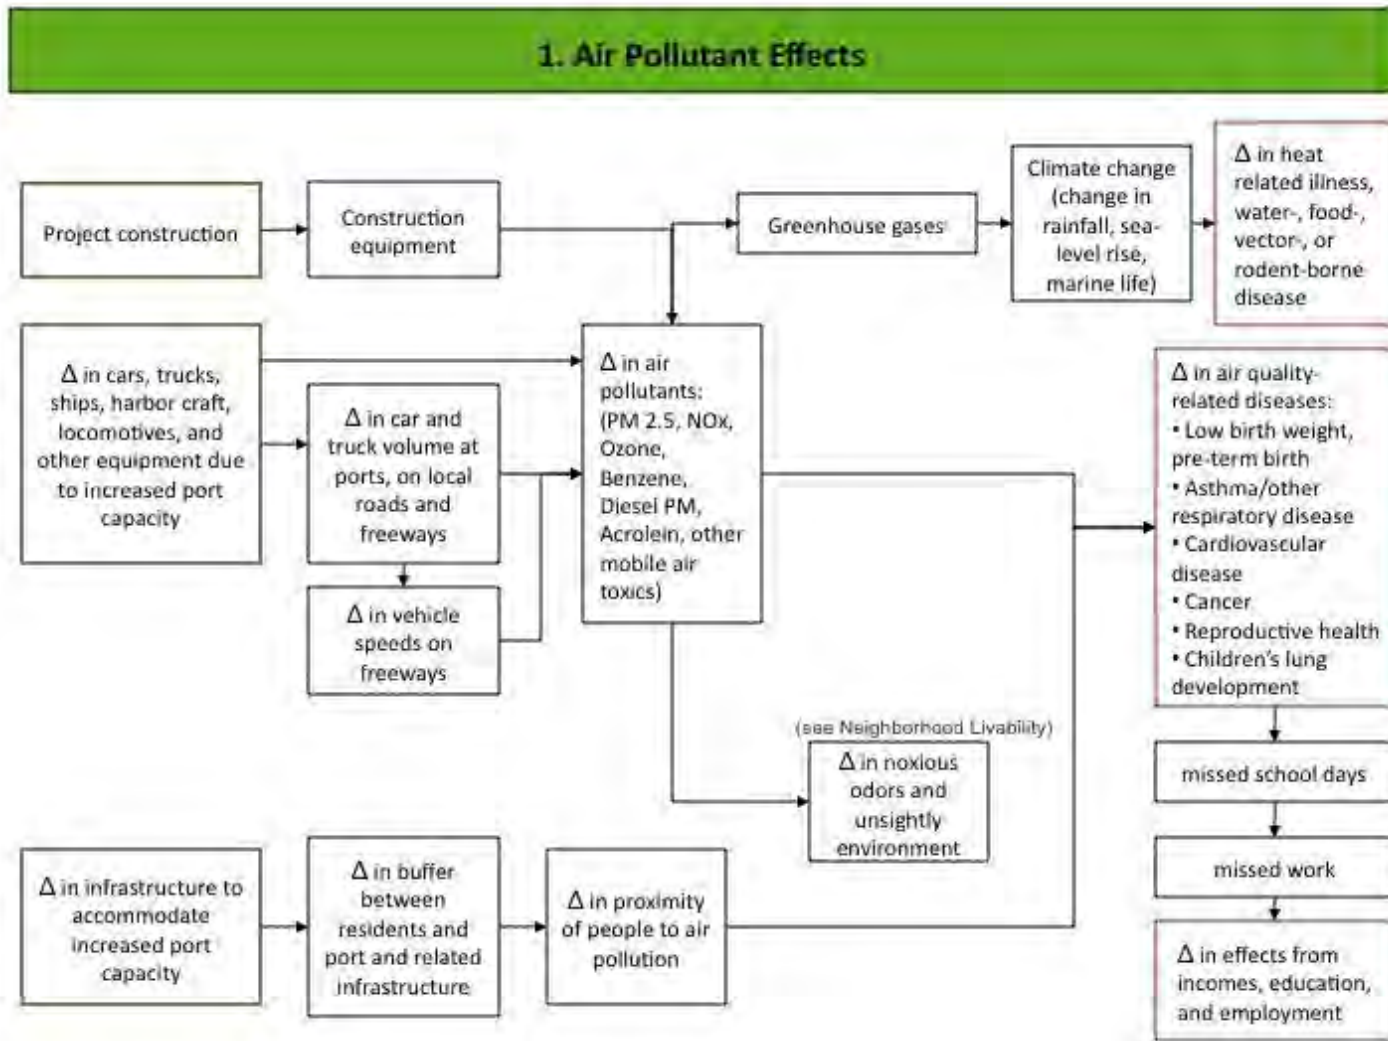 1. Air Pollutant Effects
Project construction
Construction
equipment
Greenhouse gases
Climate change
(change in
rainfall, sea-
level rise,
marine life)
Δ in heat
related illness,
water-, food-,
vector-, or
rodent-borne
disease
Δ in cars, trucks,
ships, harbor craft,
locomotives, and
other equipment due
to increased port
capacity
Δ in car and
truck volume at
ports, on local
roads and
freeways
Δ in vehicle
speeds on
freeways
Δ in air
pollutants:
(PM 2.5, NOx,
Ozone,
Benzene,
Diesel PM,
Acrolein, other
mobile air
toxics)
Δ in air quality-
related diseases:
• Low birth weight,
pre-term birth
• Asthma/other
respiratory disease
• Cardiovascular
disease
• Cancer
• Reproductive health
• Children's lung
development
(see Neighborhood Livability)
Δ in noxious
odors and
unsightly
environment
missed school days
missed work
Δ in effects from
incomes, education,
and employment
Δ in infrastructure to
accommodate
increased port
capacity
Δ in buffer
between
residents and
port and related
infrastructure
Δ in proximity
of people to air
pollution